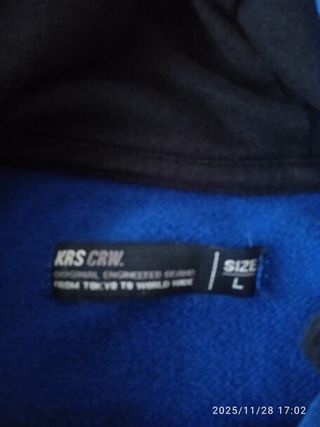 KRS CRW.
ORIGINAL ENGINEERED BRAND
FROM TOKYO TO WORLD WIDE
SIZE
L
2025/11/28 17:02